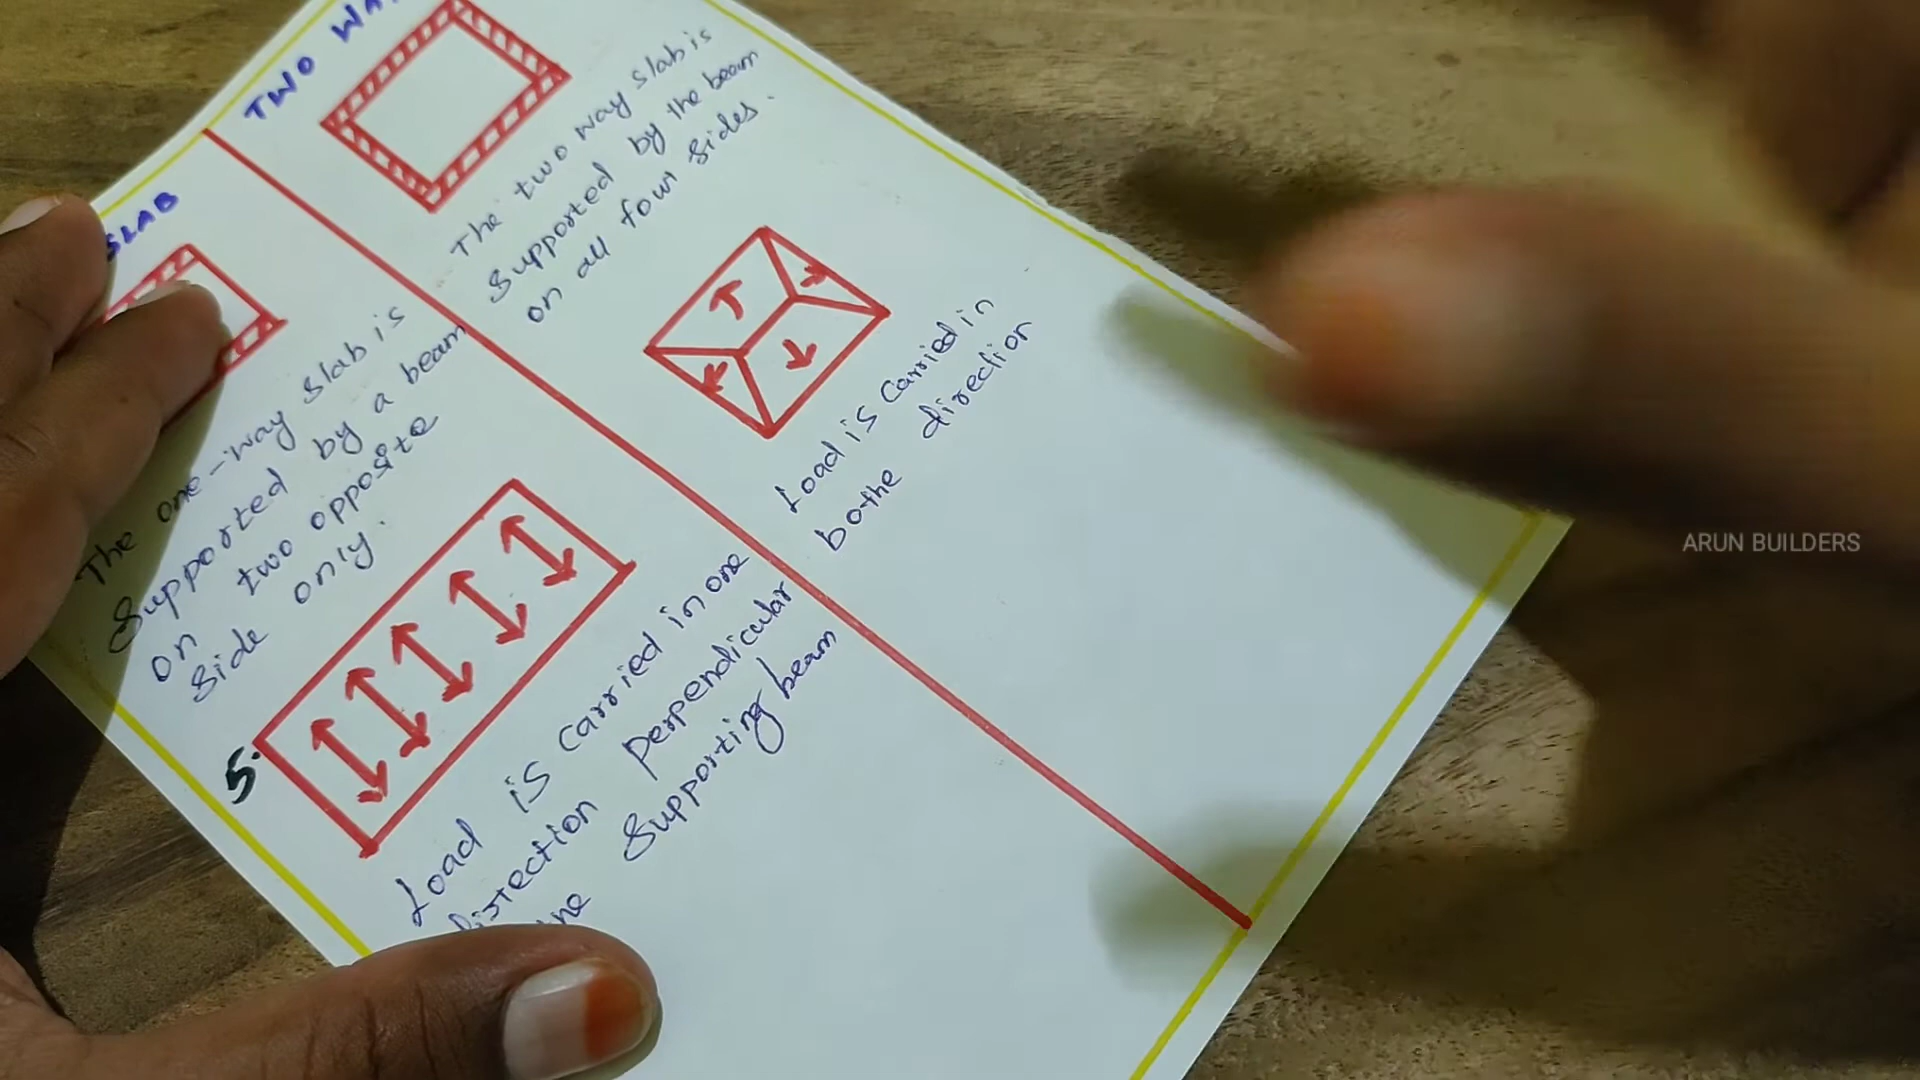 SLAB
The one-way slab is
Supported by a beam
on two opposite
side only.
5.
Load is carried in one
direction perpendicular
the supporting beam
TWO WAY
The two way slab is
supported by the beam
on all four sides.
Load is carried in
bothe direction
ARUN BUILDERS